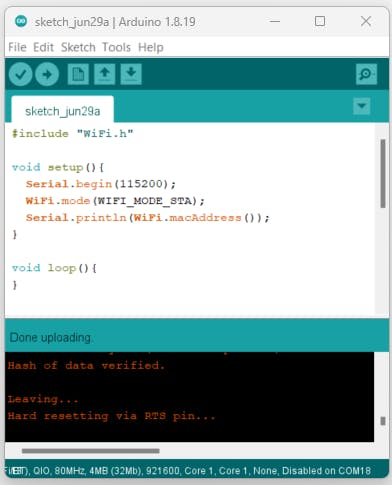 sketch_jun29a | Arduino 1.8.19
File Edit Sketch Tools Help
sketch_jun29a
#include "WiFi.h"
void setup(){
Serial.begin(115200);
WiFi.mode(WIFI_MODE_STA);
Serial.println(WiFi.macAddress());
}
void loop(){
}
Done uploading.
Hash of data verified.
Leaving...
Hard resetting via RTS pin...
QIO, 80MHz, 4MB (32Mb), 921600, Core 1, Core 1, None, Disabled on COM18